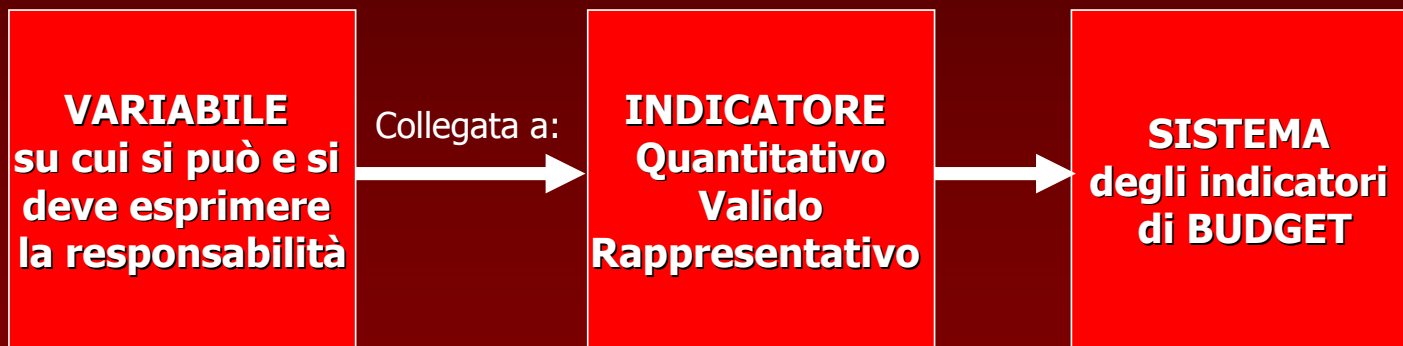 VARIABILE
su cui si può e si
deve esprimere
la responsabilità
Collegata a:
INDICATORE
Quantitativo
Valido
Rappresentativo
SISTEMA
degli indicatori
di BUDGET